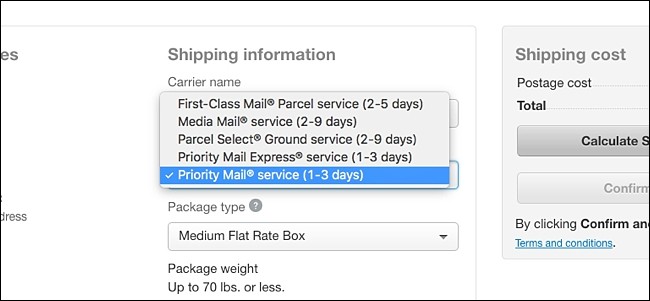 es
Shipping information
Shipping cost
Carrier name
First-Class Mail® Parcel service (2-5 days)
Media Mail® service (2-9 days)
Parcel Select® Ground service (2-9 days)
Priority Mail Express® service (1-3 days)
✓ Priority Mail® service (1-3 days)
Postage cost
Total
Calculate S
Confirm
dress
Package type ?
Medium Flat Rate Box
Package weight
Up to 70 lbs. or less.
By clicking Confirm and
Terms and conditions.